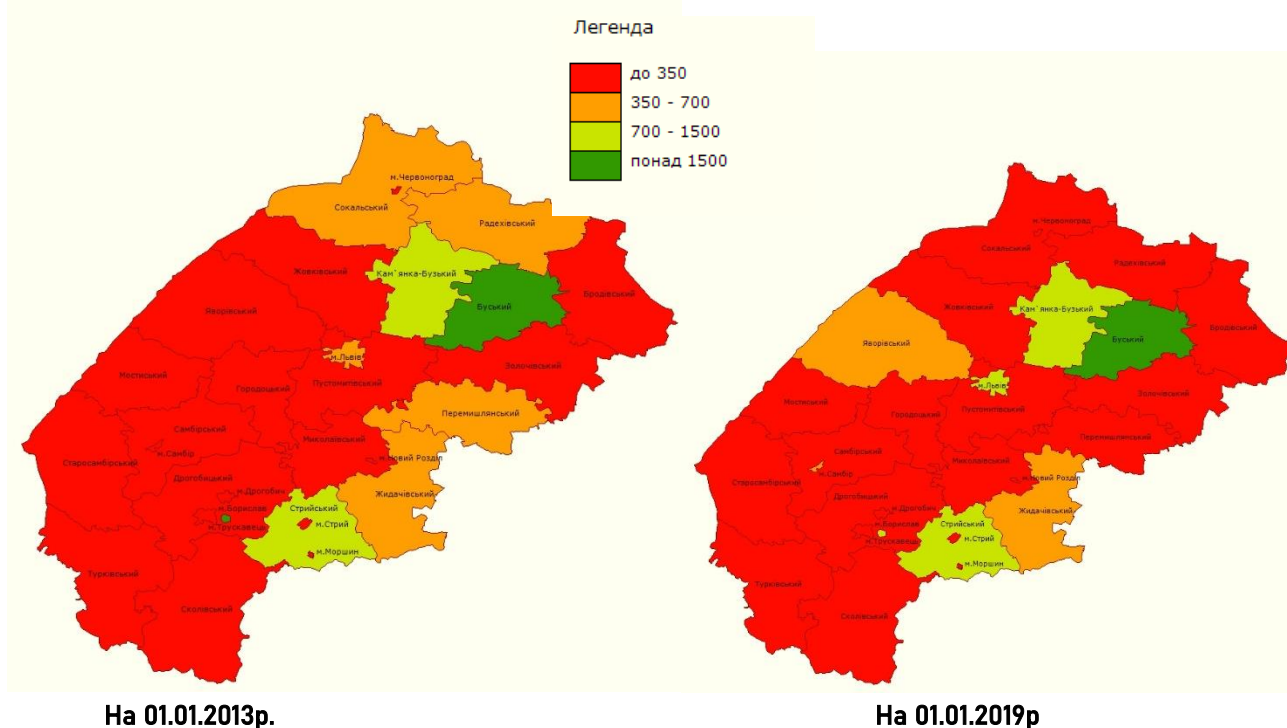 Легенда
до 350
350 - 700
700 - 1500
понад 1500
м.Червоноград
Сокальський
Радехівський
Жовківський
Кам`янка-Бузький
Буський
Бродівський
Яворівський
м.Львів
Мостиський
Городоцький
Пустомитівський
Золочівський
Перемишлянський
Самбірський
м.Самбір
Миколаївський
м.Новий Розділ
Старосамбірський
Дрогобицький
м.Дрогобич
Жидачівський
м.Борислав
Стрийський
м.Трускавець
м.Стрий
м.Моршин
Турківський
Сколівський
м.Червоноград
Сокальський
Радехівський
Жовківський
Кам`янка-Бузький
Буський
Бродівський
Яворівський
м.Львів
Мостиський
Городоцький
Пустомитівський
Золочівський
Перемишлянський
Самбірський
м.Самбір
Миколаївський
м.Новий Розділ
Старосамбірський
Дрогобицький
м.Дрогобич
Жидачівський
м.Борислав
Стрийський
м.Трускавець
м.Стрий
м.Моршин
Турківський
Сколівський
На 01.01.2013р.
На 01.01.2019р